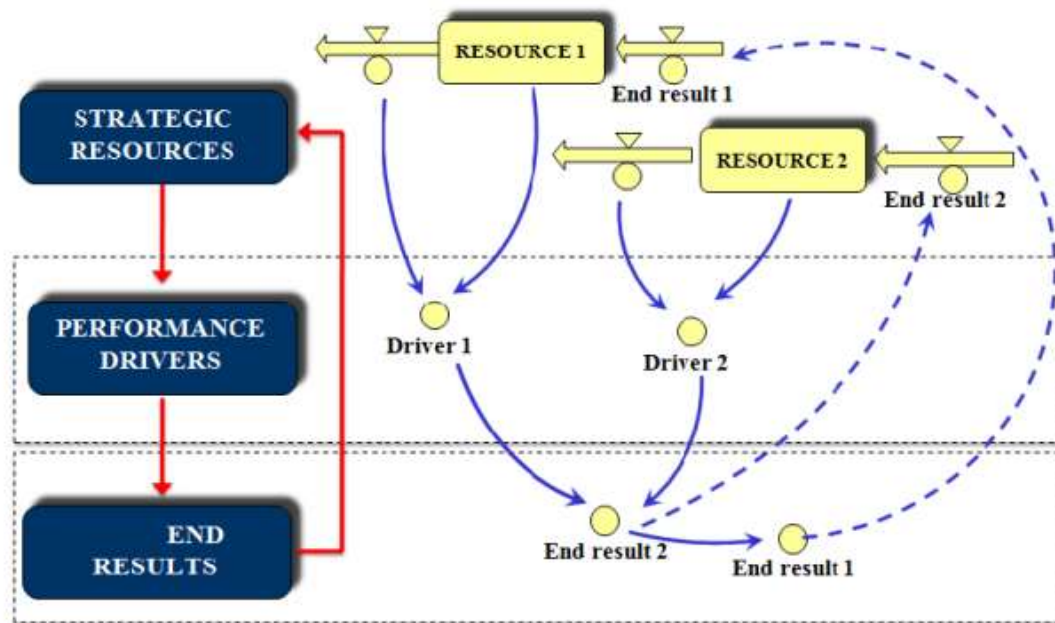 RESOURCE 1
End result 1
STRATEGIC
RESOURCES
RESOURCE 2
End result 2
PERFORMANCE
DRIVERS
Driver 1
Driver 2
END
RESULTS
End result 2
End result 1